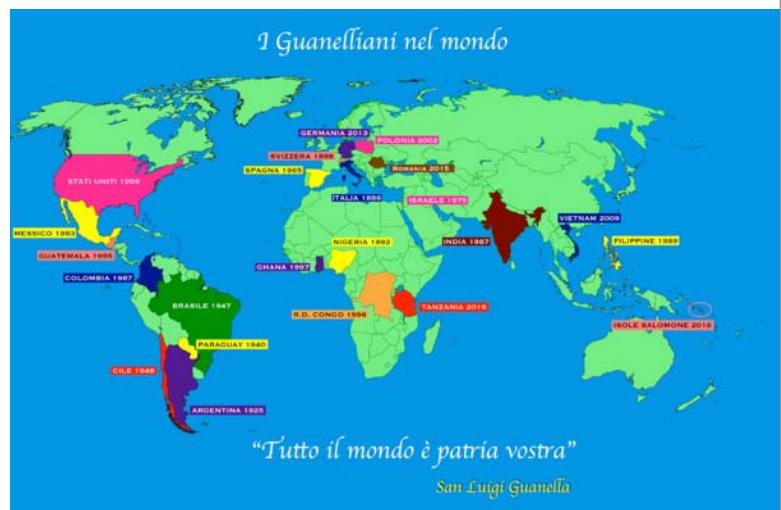 I Guanelliani nel mondo
GERMANIA 2013
POLONIA 2002
SVIZZERA 1898
SPAGNA 1965
ROMANIA 2015
STATI UNITI 1959
ITALIA 1886
ISRAELE 1975
MESSICO 1983
NIGERIA 1992
INDIA 1987
VIETNAM 2009
FILIPPINE 1989
GUATEMALA 1995
COLOMBIA 1987
GHANA 1997
BRASILE 1947
R.D. CONGO 1996
TANZANIA 2016
ISOLE SALOMONE 2016
PARAGUAY 1940
CILE 1948
ARGENTINA 1925
“Tutto il mondo è patria vostra”
San Luigi Guanella